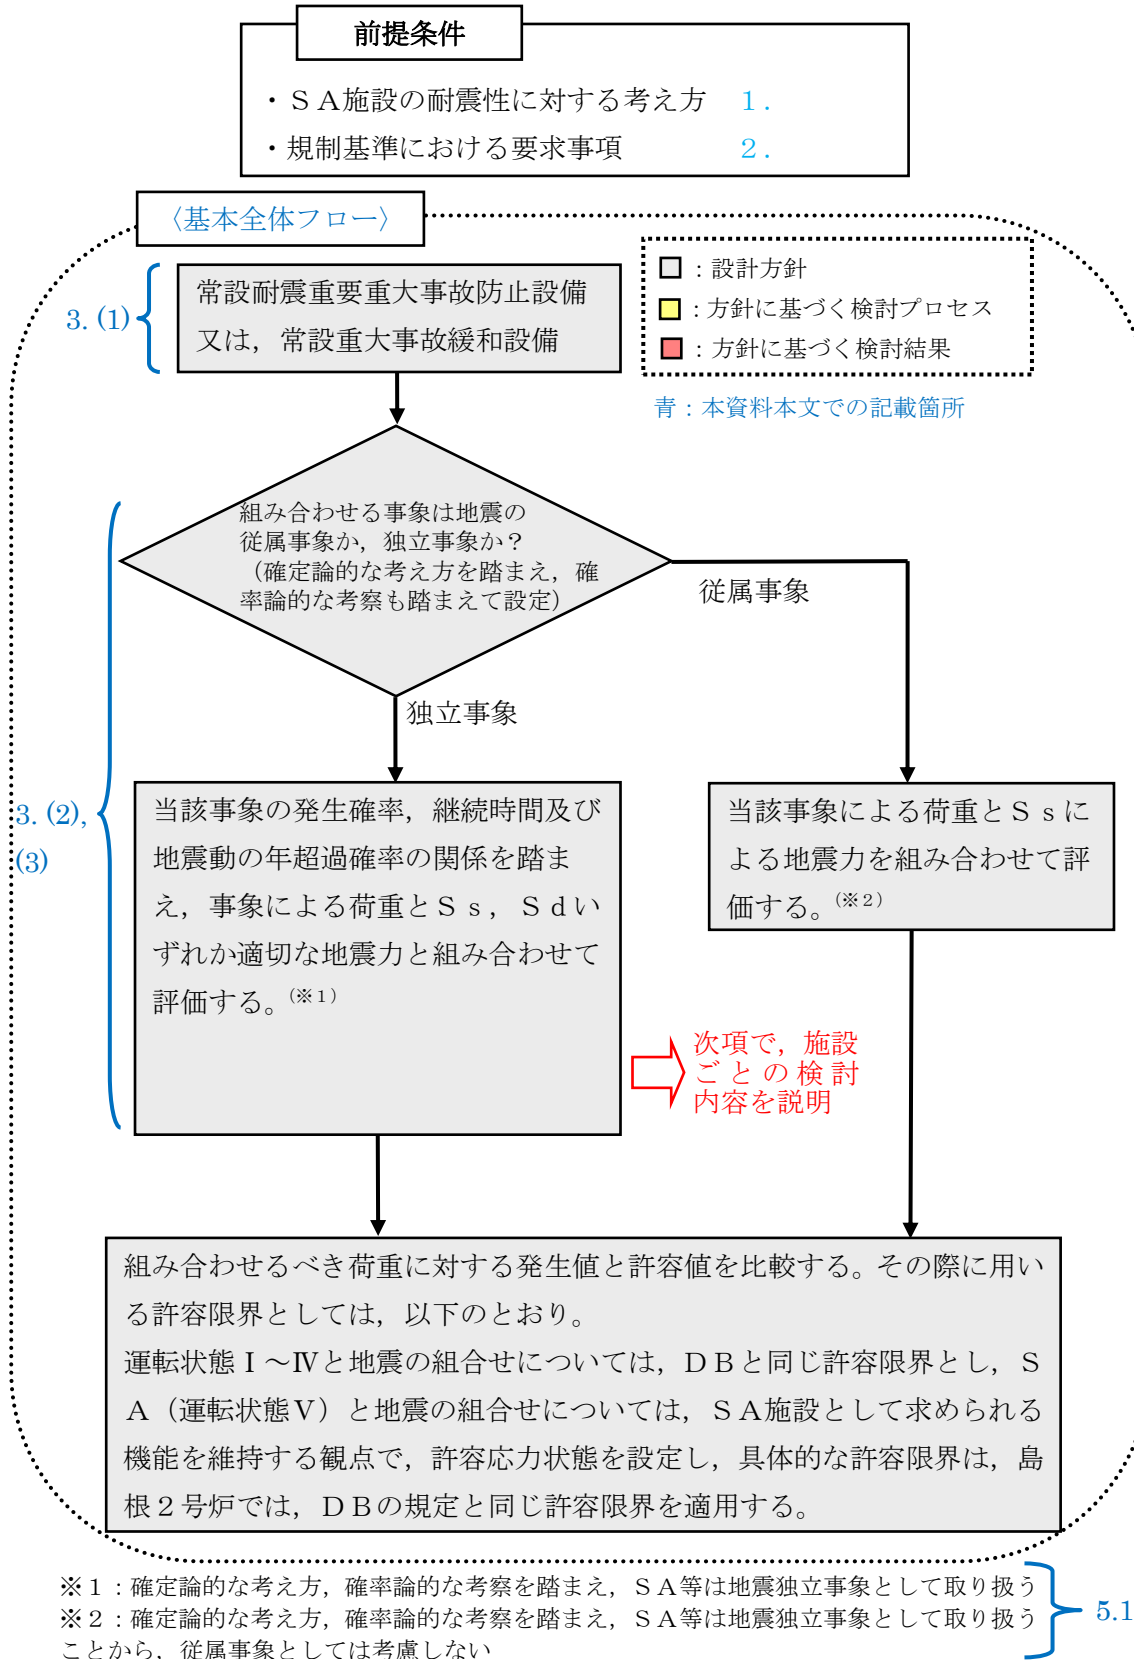 前提条件
・ＳＡ施設の耐震性に対する考え方　１．
・規制基準における要求事項　２．
〈基本全体フロー〉
：設計方針
：方針に基づく検討プロセス
：方針に基づく検討結果
青：本資料本文での記載箇所
3. (1)
常設耐震重要重大事故防止設備
又は，常設重大事故緩和設備
組み合わせる事象は地震の
従属事象か，独立事象か？
（確定論的な考え方を踏まえ，確
率論的な考察も踏まえて設定）
従属事象
独立事象
3. (2),
(3)
当該事象の発生確率，継続時間及び
地震動の年超過確率の関係を踏ま
え，事象による荷重とＳｓ，Ｓｄい
ずれか適切な地震力と組み合わせて
評価する。(※１)
当該事象による荷重とＳｓに
よる地震力を組み合わせて評
価する。(※２)
次項で，施設
ごとの検討
内容を説明
組み合わせるべき荷重に対する発生値と許容値を比較する。その際に用い
る許容限界としては，以下のとおり。
運転状態Ⅰ～Ⅳと地震の組合せについては，ＤＢと同じ許容限界とし，Ｓ
Ａ（運転状態Ⅴ）と地震の組合せについては，ＳＡ施設として求められる
機能を維持する観点で，許容応力状態を設定し，具体的な許容限界は，島
根２号炉では，ＤＢの規定と同じ許容限界を適用する。
※１：確定論的な考え方，確率論的な考察を踏まえ，ＳＡ等は地震独立事象として取り扱う
※２：確定論的な考え方，確率論的な考察を踏まえ，ＳＡ等は地震独立事象として取り扱う
ことから，従属事象としては考慮しない
5.1